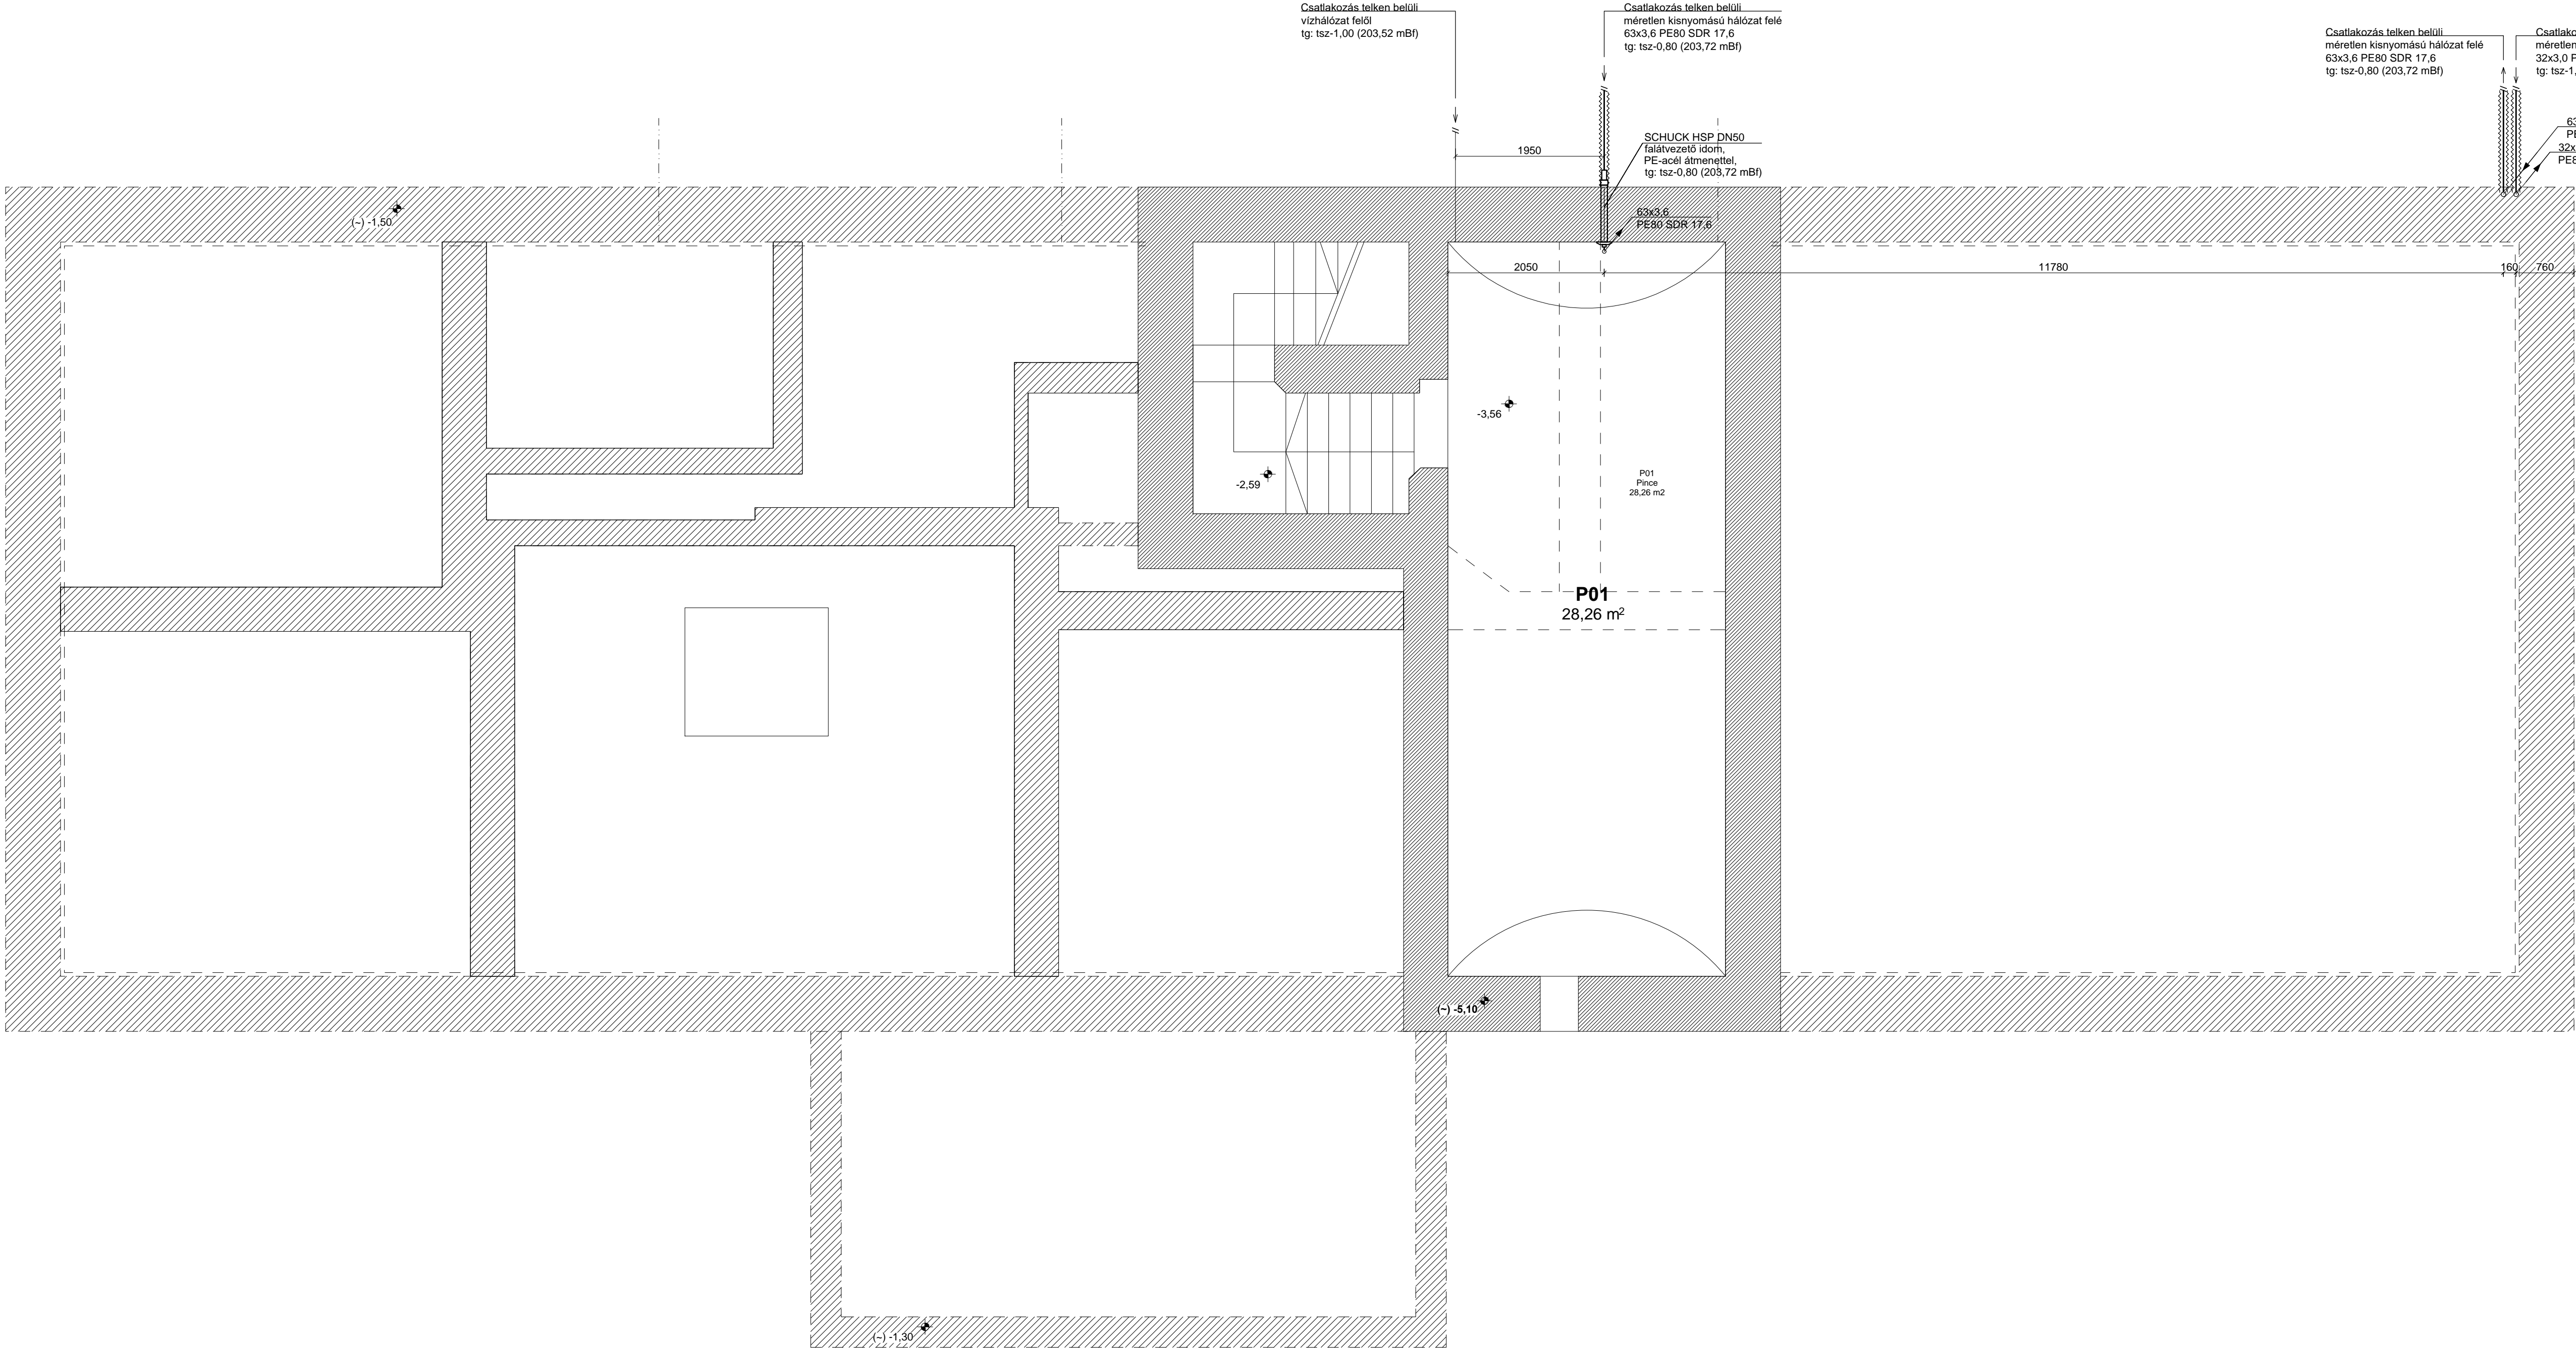 Csatlakozás telken belüli
vízhálózat felől
tg: tsz-1,00 (203,52 mBf)
Csatlakozás telken belüli
méretlen kisnyomású hálózat felé
63x3,6 PE80 SDR 17,6
tg: tsz-0,80 (203,72 mBf)
Csatlakozás telken belüli
méretlen kisnyomású hálózat felé
63x3,6 PE80 SDR 17,6
tg: tsz-0,80 (203,72 mBf)
méretlen
32x3,0
SCHUCK HSP DN50
falátvezető idom,
PE-acél átmenettel,
tg: tsz-0,80 (203,72 mBf)
1950
63x3,6
PE80 SDR 17,6
(~) -1,50
2050
11780
160
760
-3,56
-2,59
P01
Pince
28,26 m2
P01
28,26 m²
(~) -5,10
(~) -1,30